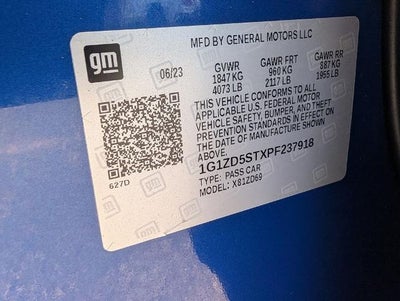 gm
MFD BY GENERAL MOTORS LLC
06/23
GVWR GAWR FRT GAWR RR
1847 KG 960 KG 887 KG
4073 LB 2117 LB 1955 LB
THIS VEHICLE CONFORMS TO ALL
APPLICABLE U.S. FEDERAL MOTOR
VEHICLE SAFETY, BUMPER, AND THEFT
PREVENTION STANDARDS IN EFFECT ON
THE DATE OF MANUFACTURE SHOWN
ABOVE.
1G1ZD5STXPF237918
TYPE: PASS CAR
MODEL: X81ZD69
627D